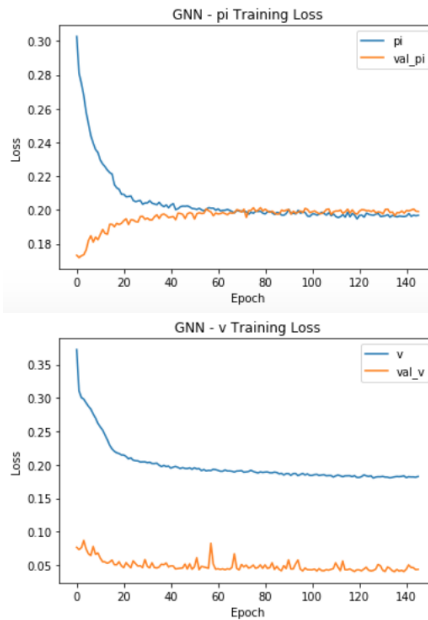 GNN - pi Training Loss
0.30
0.28
0.26
0.24
0.22
0.20
0.18
Loss
pi
val_pi
0 20 40 60 80 100 120 140
Epoch
GNN - v Training Loss
0.35
0.30
0.25
0.20
0.15
0.10
0.05
Loss
v
val_v
0 20 40 60 80 100 120 140
Epoch